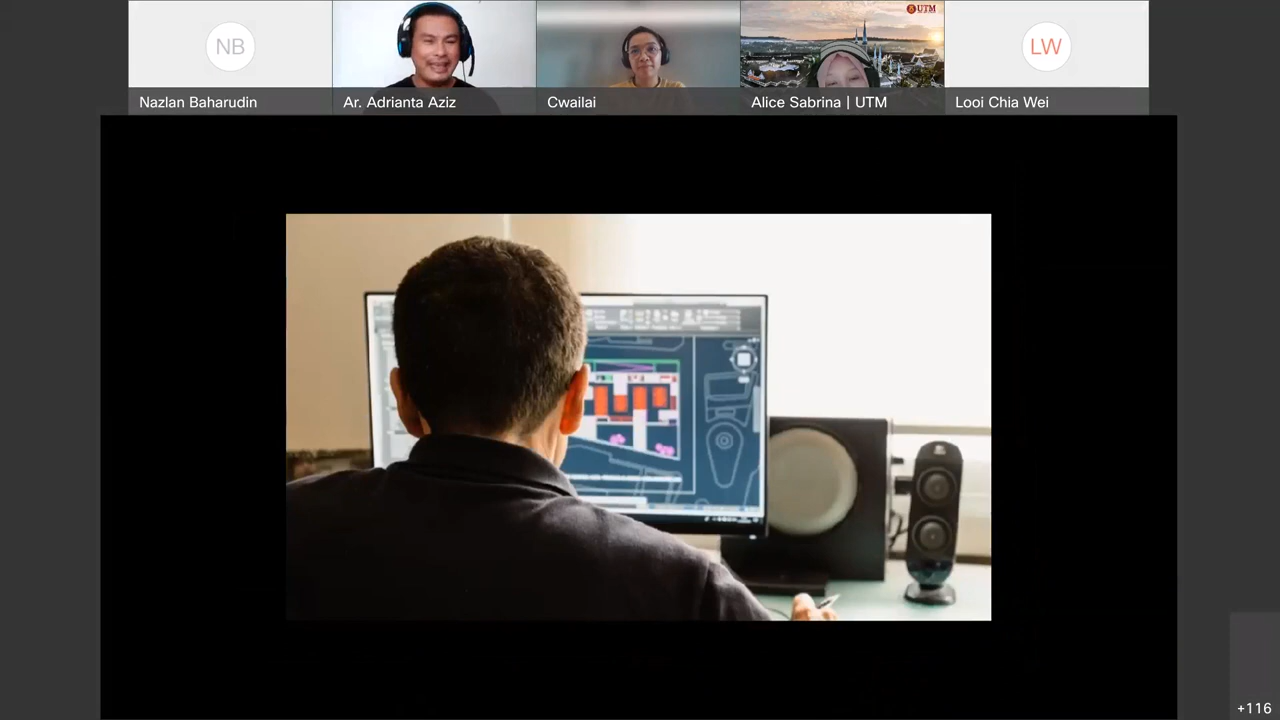 NB
UTM
LW
Nazlan Baharudin
Ar. Adrianta Aziz
Cwailai
Alice Sabrina | UTM
Looi Chia Wei
+116